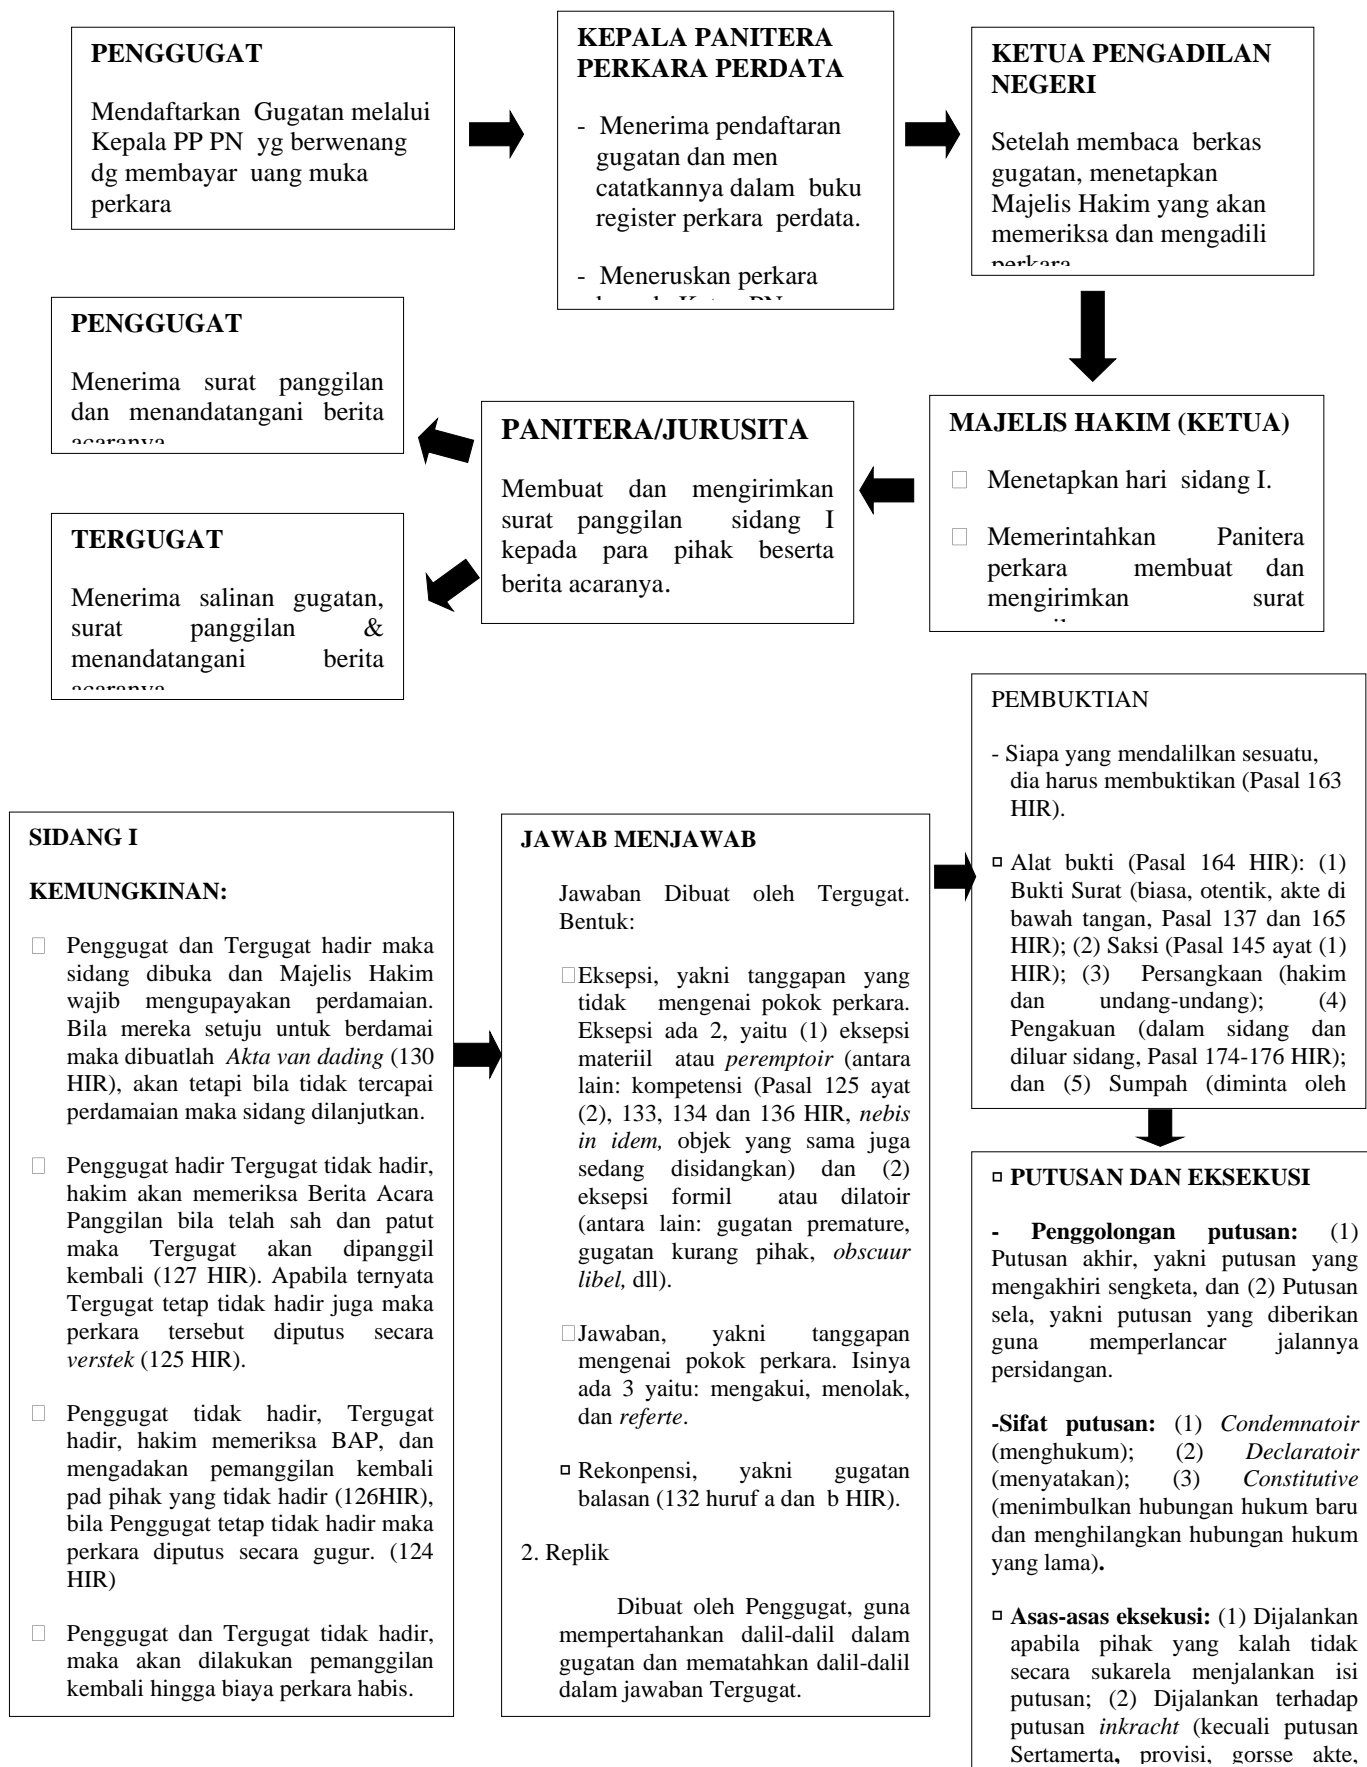 PENGGUGAT
Mendaftarkan Gugatan melalui
Kepala PP PN yg berwenang
dg membayar uang muka
perkara
KEPALA PANITERA
PERKARA PERDATA
- Menerima pendaftaran
gugatan dan men
catatkannya dalam buku
register perkara perdata.
- Meneruskan perkara
KETUA PENGADILAN
NEGERI
Setelah membaca berkas
gugatan, menetapkan
Majelis Hakim yang akan
memeriksa dan mengadili
perkara
MAJELIS HAKIM (KETUA)
Menetapkan hari sidang I.
Memerintahkan Panitera
perkara membuat dan
mengirimkan surat
PANITERA/JURUSITA
Membuat dan mengirimkan
surat panggilan sidang I
kepada para pihak beserta
berita acaranya.
PENGGUGAT
Menerima surat panggilan
dan menandatangani berita
acaranya
TERGUGAT
Menerima salinan gugatan,
surat panggilan &
menandatangani berita
acaranya
SIDANG I
KEMUNGKINAN:
Penggugat dan Tergugat hadir maka
sidang dibuka dan Majelis Hakim
wajib mengupayakan perdamaian.
Bila mereka setuju untuk berdamai
maka dibuatlah Akta van dading (130
HIR), akan tetapi bila tidak tercapai
perdamaian maka sidang dilanjutkan.
Penggugat hadir Tergugat tidak hadir,
hakim akan memeriksa Berita Acara
Panggilan bila telah sah dan patut
maka Tergugat akan dipanggil
kembali (127 HIR). Apabila ternyata
Tergugat tetap tidak hadir juga maka
perkara tersebut diputus secara
verstek (125 HIR).
Penggugat tidak hadir, Tergugat
hadir, hakim memeriksa BAP, dan
mengadakan pemanggilan kembali
pad pihak yang tidak hadir (126HIR),
bila Penggugat tetap tidak hadir maka
perkara diputus secara gugur. (124
HIR)
Penggugat dan Tergugat tidak hadir,
maka akan dilakukan pemanggilan
kembali hingga biaya perkara habis.
JAWAB MENJAWAB
Jawaban Dibuat oleh Tergugat.
Bentuk:
Eksepsi, yakni tanggapan yang
tidak mengenai pokok perkara.
Eksepsi ada 2, yaitu (1) eksepsi
materiil atau peremptoir (antara
lain: kompetensi (Pasal 125 ayat
(2), 133, 134 dan 136 HIR, nebis
in idem, objek yang sama juga
sedang disidangkan) dan (2)
eksepsi formil atau dilatoir
(antara lain: gugatan premature,
gugatan kurang pihak, obscuur
libel, dll).
Jawaban, yakni tanggapan
mengenai pokok perkara. Isinya
ada 3 yaitu: mengakui, menolak,
dan referte.
Rekonpensi, yakni gugatan
balasan (132 huruf a dan b HIR).
2. Replik
Dibuat oleh Penggugat, guna
mempertahankan dalil-dalil dalam
gugatan dan mematahkan dalil-dalil
dalam jawaban Tergugat.
PEMBUKTIAN
- Siapa yang mendalilkan sesuatu,
dia harus membuktikan (Pasal 163
HIR).
Alat bukti (Pasal 164 HIR): (1)
Bukti Surat (biasa, otentik, akte di
bawah tangan, Pasal 137 dan 165
HIR); (2) Saksi (Pasal 145 ayat (1)
HIR); (3) Persangkaan (hakim
dan undang-undang); (4)
Pengakuan (dalam sidang dan
diluar sidang, Pasal 174-176 HIR);
dan (5) Sumpah (diminta oleh
PUTUSAN DAN EKSEKUSI
- Penggolongan putusan: (1)
Putusan akhir, yakni putusan yang
mengakhiri sengketa, dan (2) Putusan
sela, yakni putusan yang diberikan
guna memperlancar jalannya
persidangan.
-Sifat putusan: (1) Condemnatoir
(menghukum); (2) Declaratoir
(menyatakan); (3) Constitutive
(menimbulkan hubungan hukum baru
dan menghilangkan hubungan hukum
yang lama).
Asas-asas eksekusi: (1) Dijalankan
apabila pihak yang kalah tidak
secara sukarela menjalankan isi
putusan; (2) Dijalankan terhadap
putusan inkracht (kecuali putusan
Sertamerta, provisi, gorsse akte,